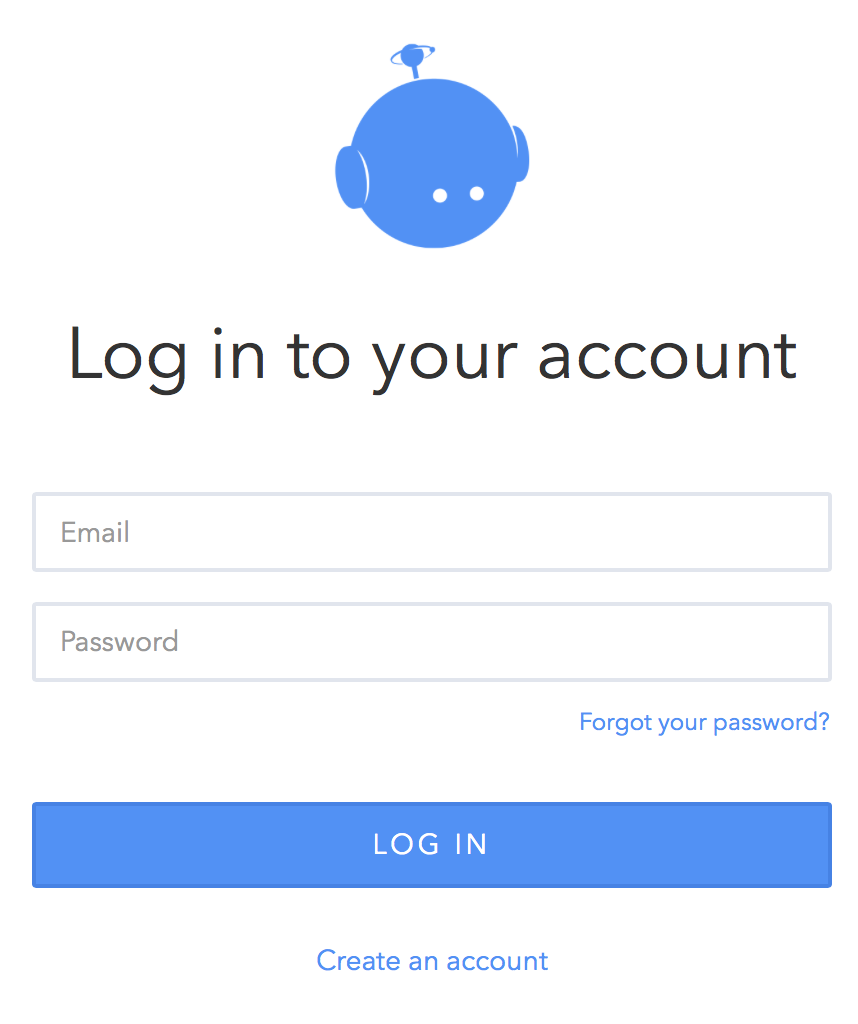 Log in to your account
Email
Password
Forgot your password?
LOG IN
Create an account